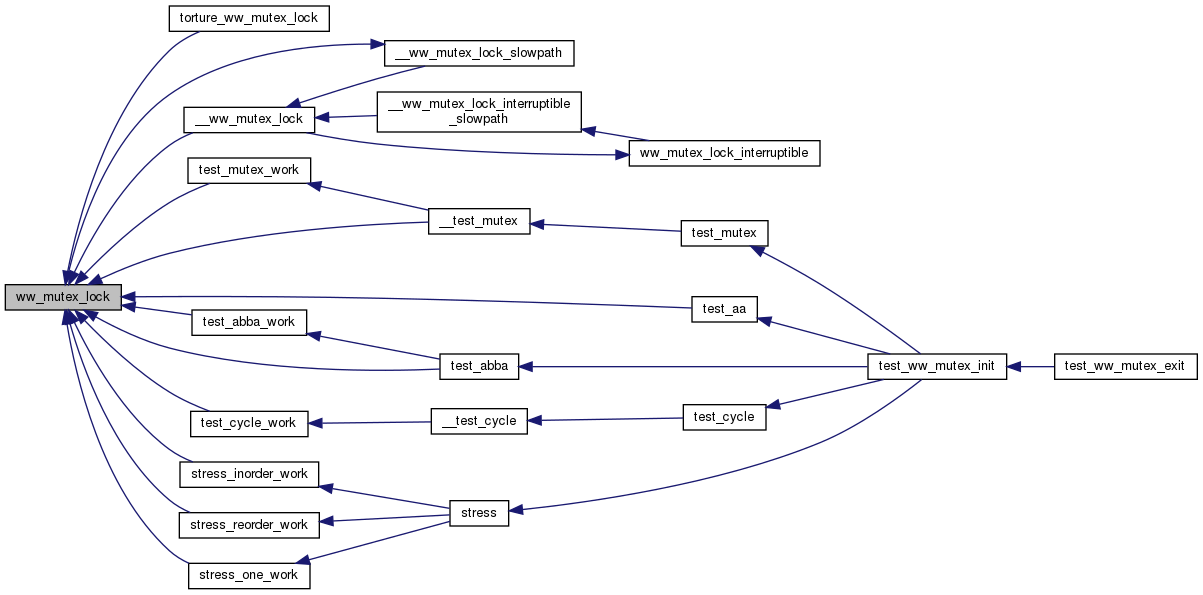 torture_ww_mutex_lock
__ww_mutex_lock_slowpath
__ww_mutex_lock_interruptible
_slowpath
__ww_mutex_lock
ww_mutex_lock_interruptible
test_mutex_work
__test_mutex
test_mutex
ww_mutex_lock
test_aa
test_abba_work
test_abba
test_ww_mutex_init
test_ww_mutex_exit
test_cycle_work
__test_cycle
test_cycle
stress_inorder_work
stress
stress_reorder_work
stress_one_work